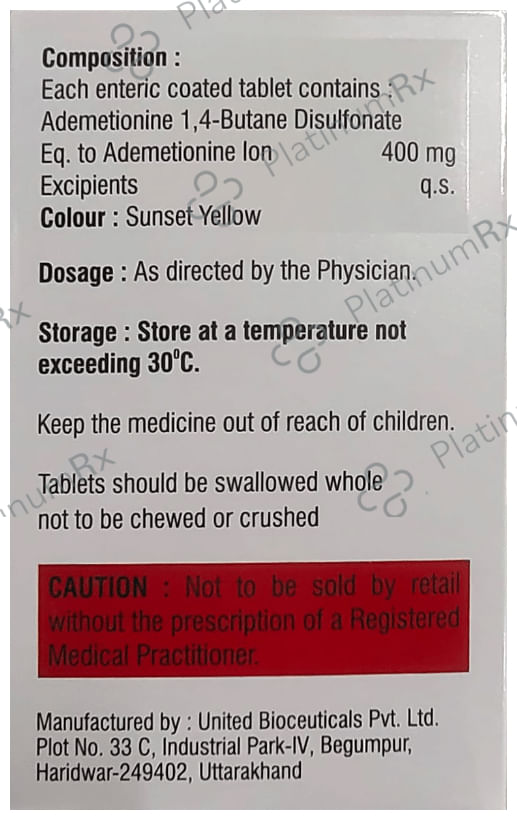 Composition :
Each enteric coated tablet contains :
Ademetionine 1,4-Butane Disulfonate
Eq. to Ademetionine Ion 400 mg
Excipients q.s.
Colour : Sunset Yellow
Dosage : As directed by the Physician.
Storage : Store at a temperature not
exceeding 30⁰C.
Keep the medicine out of reach of children.
Tablets should be swallowed whole
not to be chewed or crushed
CAUTION : Not to be sold by retail
without the prescription of a Registered
Medical Practitioner.
Manufactured by : United Bioceuticals Pvt. Ltd.
Plot No. 33 C, Industrial Park-IV, Begumpur,
Haridwar-249402, Uttarakhand
PlatinumRx
PlatinumRx